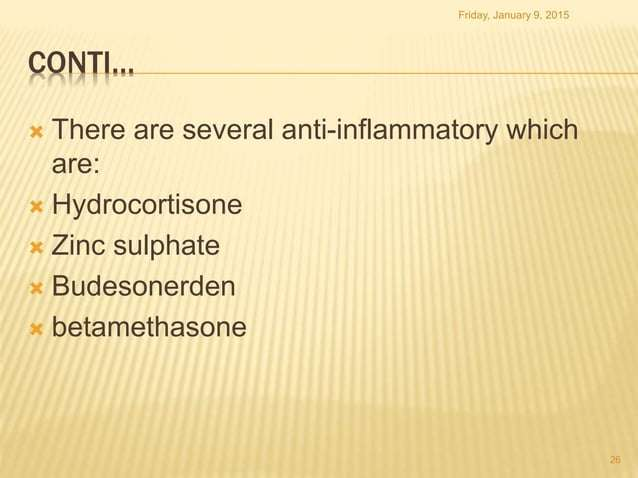 Friday, January 9, 2015
CONTI…
There are several anti-inflammatory which
are:
Hydrocortisone
Zinc sulphate
Budesonerden
betamethasone
26